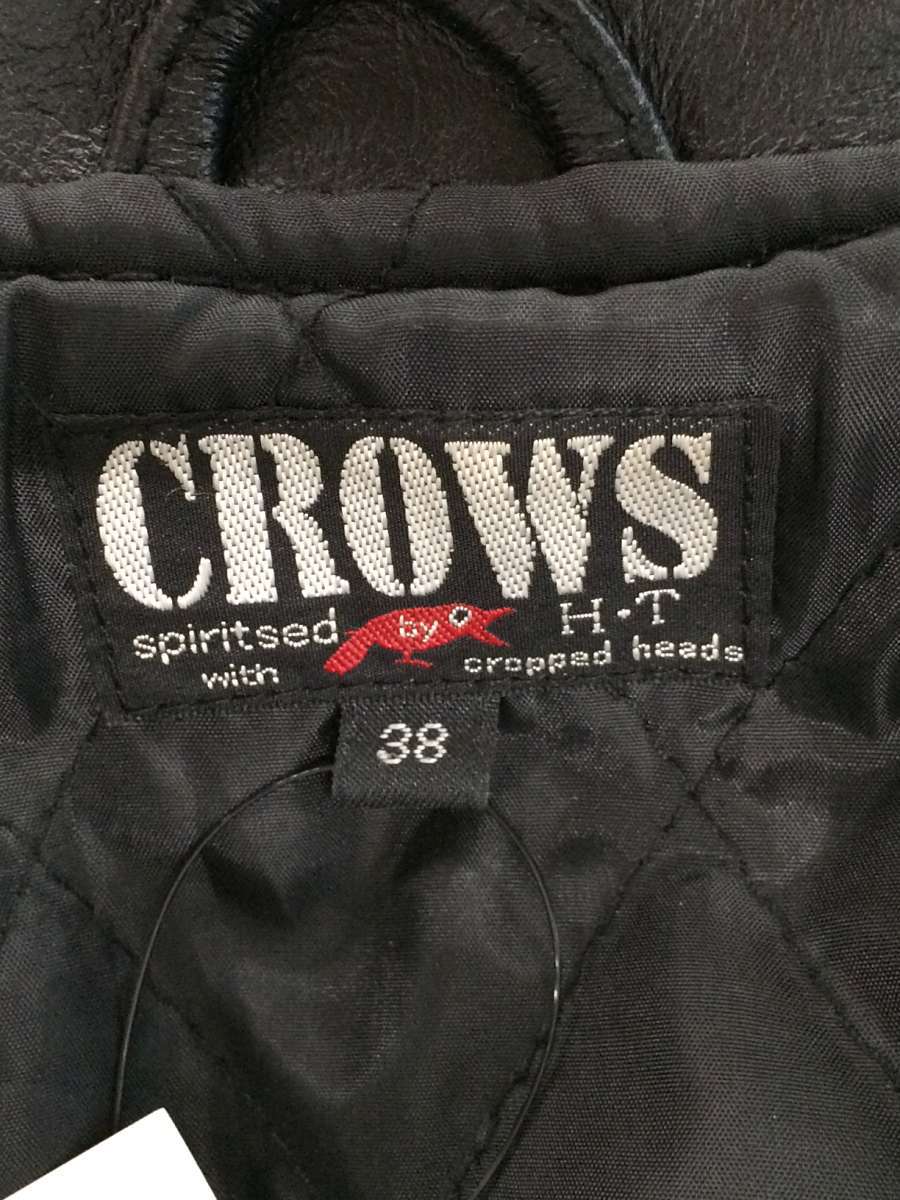 CROWS
spiritsed by H·T
with cropped heads
38